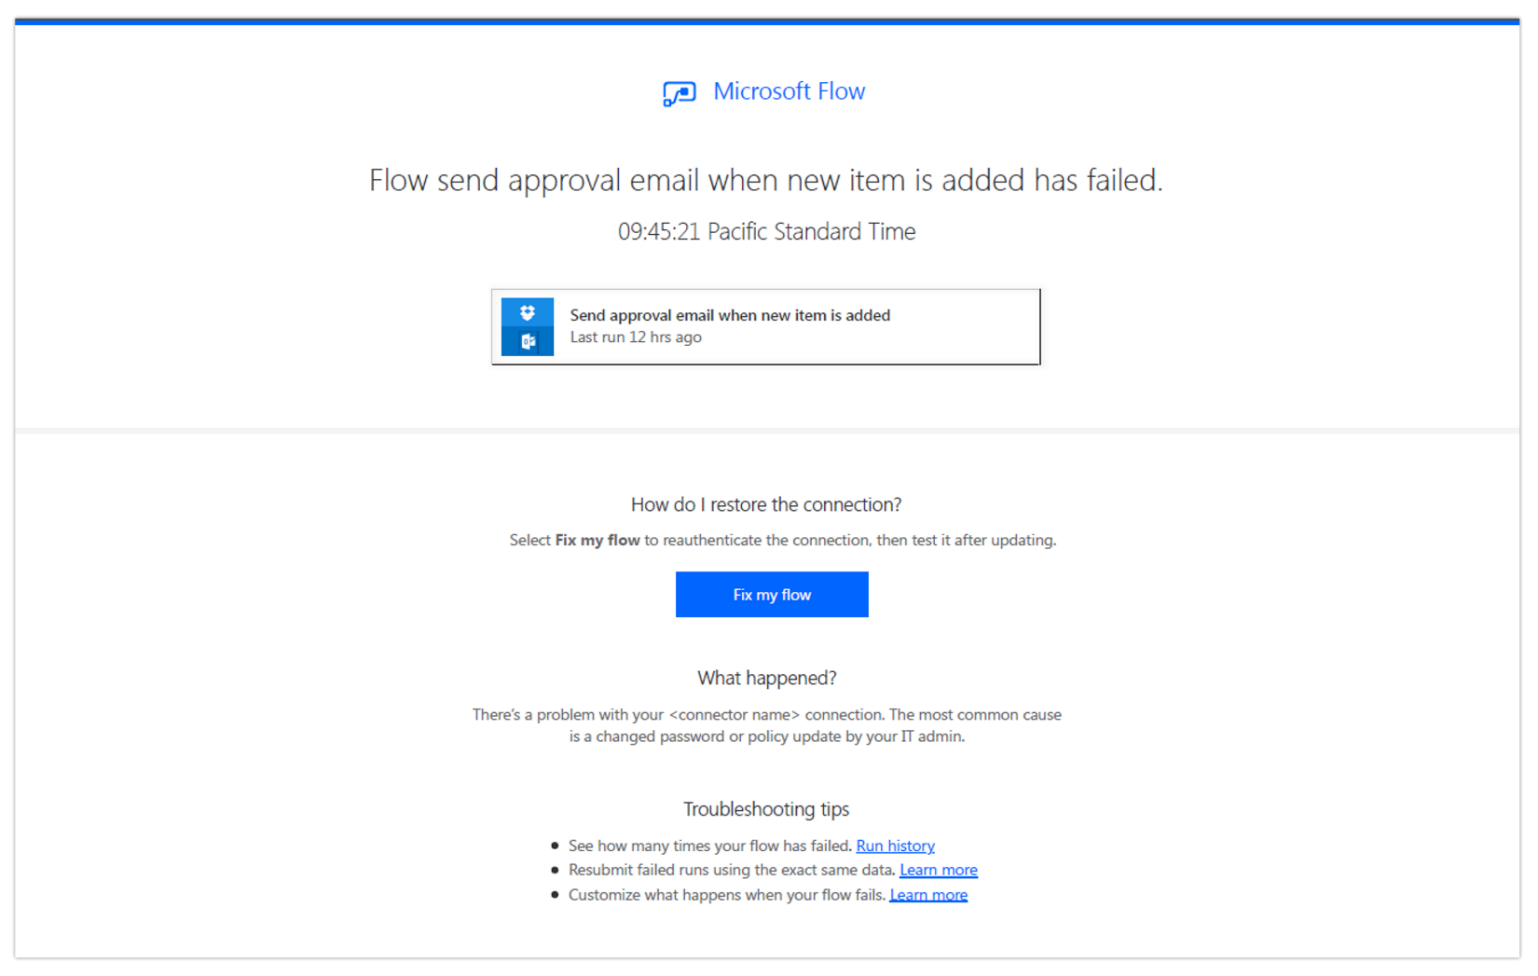 Microsoft Flow
Flow send approval email when new item is added has failed.
09:45:21 Pacific Standard Time
Send approval email when new item is added
Last run 12 hrs ago
How do I restore the connection?
Select Fix my flow to reauthenticate the connection, then test it after updating.
Fix my flow
What happened?
There's a problem with your <connector name> connection. The most common cause
is a changed password or policy update by your IT admin.
Troubleshooting tips
• See how many times your flow has failed. Run history
• Resubmit failed runs using the exact same data. Learn more
• Customize what happens when your flow fails. Learn more